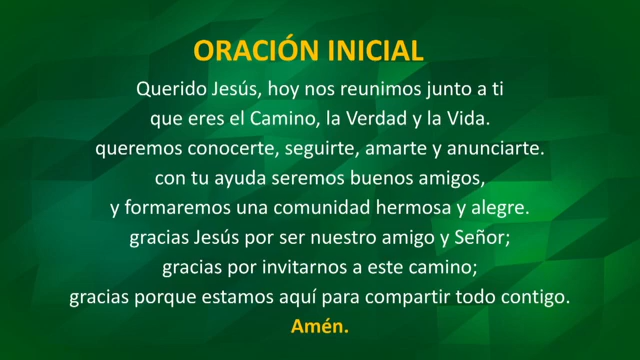 ORACIÓN INICIAL
Querido Jesús, hoy nos reunimos junto a ti
que eres el Camino, la Verdad y la Vida.
queremos conocerte, seguirte, amarte y anunciarte.
con tu ayuda seremos buenos amigos,
y formaremos una comunidad hermosa y alegre.
gracias Jesús por ser nuestro amigo y Señor;
gracias por invitarnos a este camino;
gracias porque estamos aquí para compartir todo contigo.
Amén.